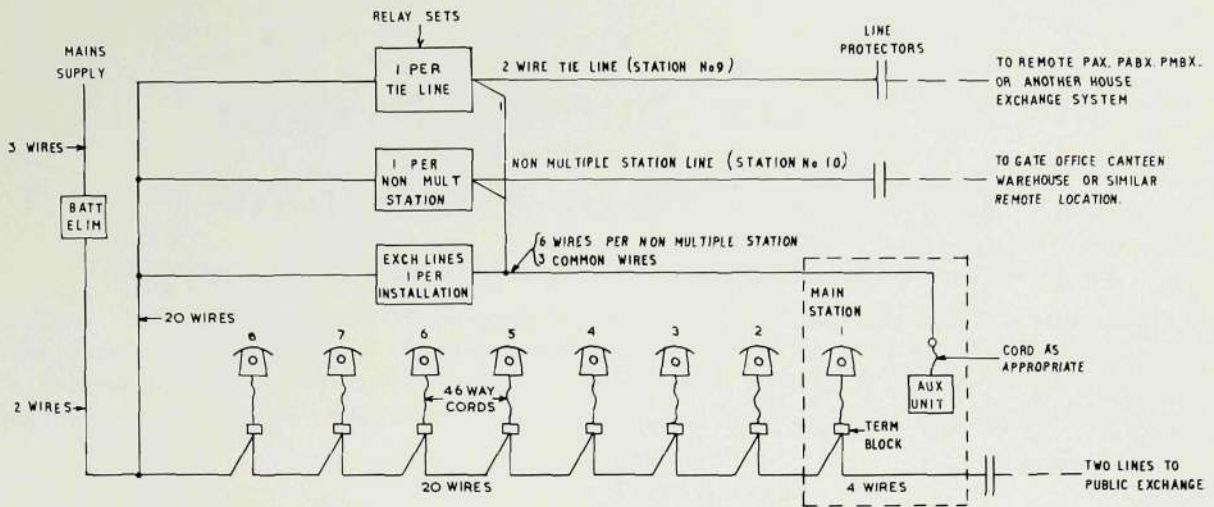 RELAY SETS
MAINS
SUPPLY
LINE
PROTECTORS
1 PER
TIE LINE
2 WIRE TIE LINE (STATION No9)
TO REMOTE PAX, PABX, PMBX.
OR ANOTHER HOUSE
EXCHANGE SYSTEM
3 WIRES
BATT
ELIM
1 PER
NON MULT
STATION
NON MULTIPLE STATION LINE (STATION No 10)
TO GATE OFFICE CANTEEN
WAREHOUSE OR SIMILAR
REMOTE LOCATION.
EXCH LINES
1 PER
INSTALLATION
6 WIRES PER NON MULTIPLE STATION
3 COMMON WIRES
MAIN
STATION
20 WIRES
8 7 6 5 4 3 2 1
CORD AS
APPROPRIATE
AUX
UNIT
2 WIRES
46 WAY
CORDS
TERM
BLOCK
20 WIRES
4 WIRES
TWO LINES TO
PUBLIC EXCHANGE